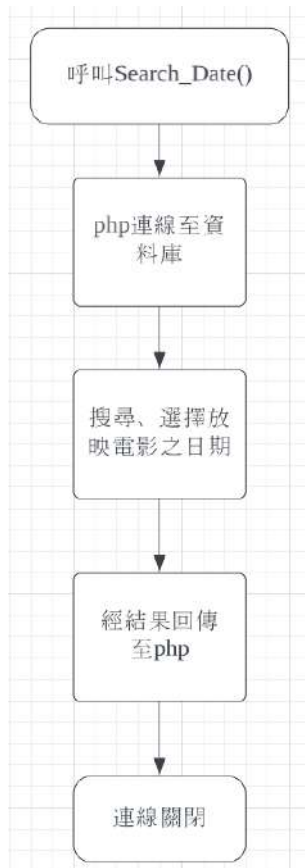 呼叫Search_Date()
php連線至資
料庫
搜尋、選擇放
映電影之日期
經結果回傳
至php
連線關閉